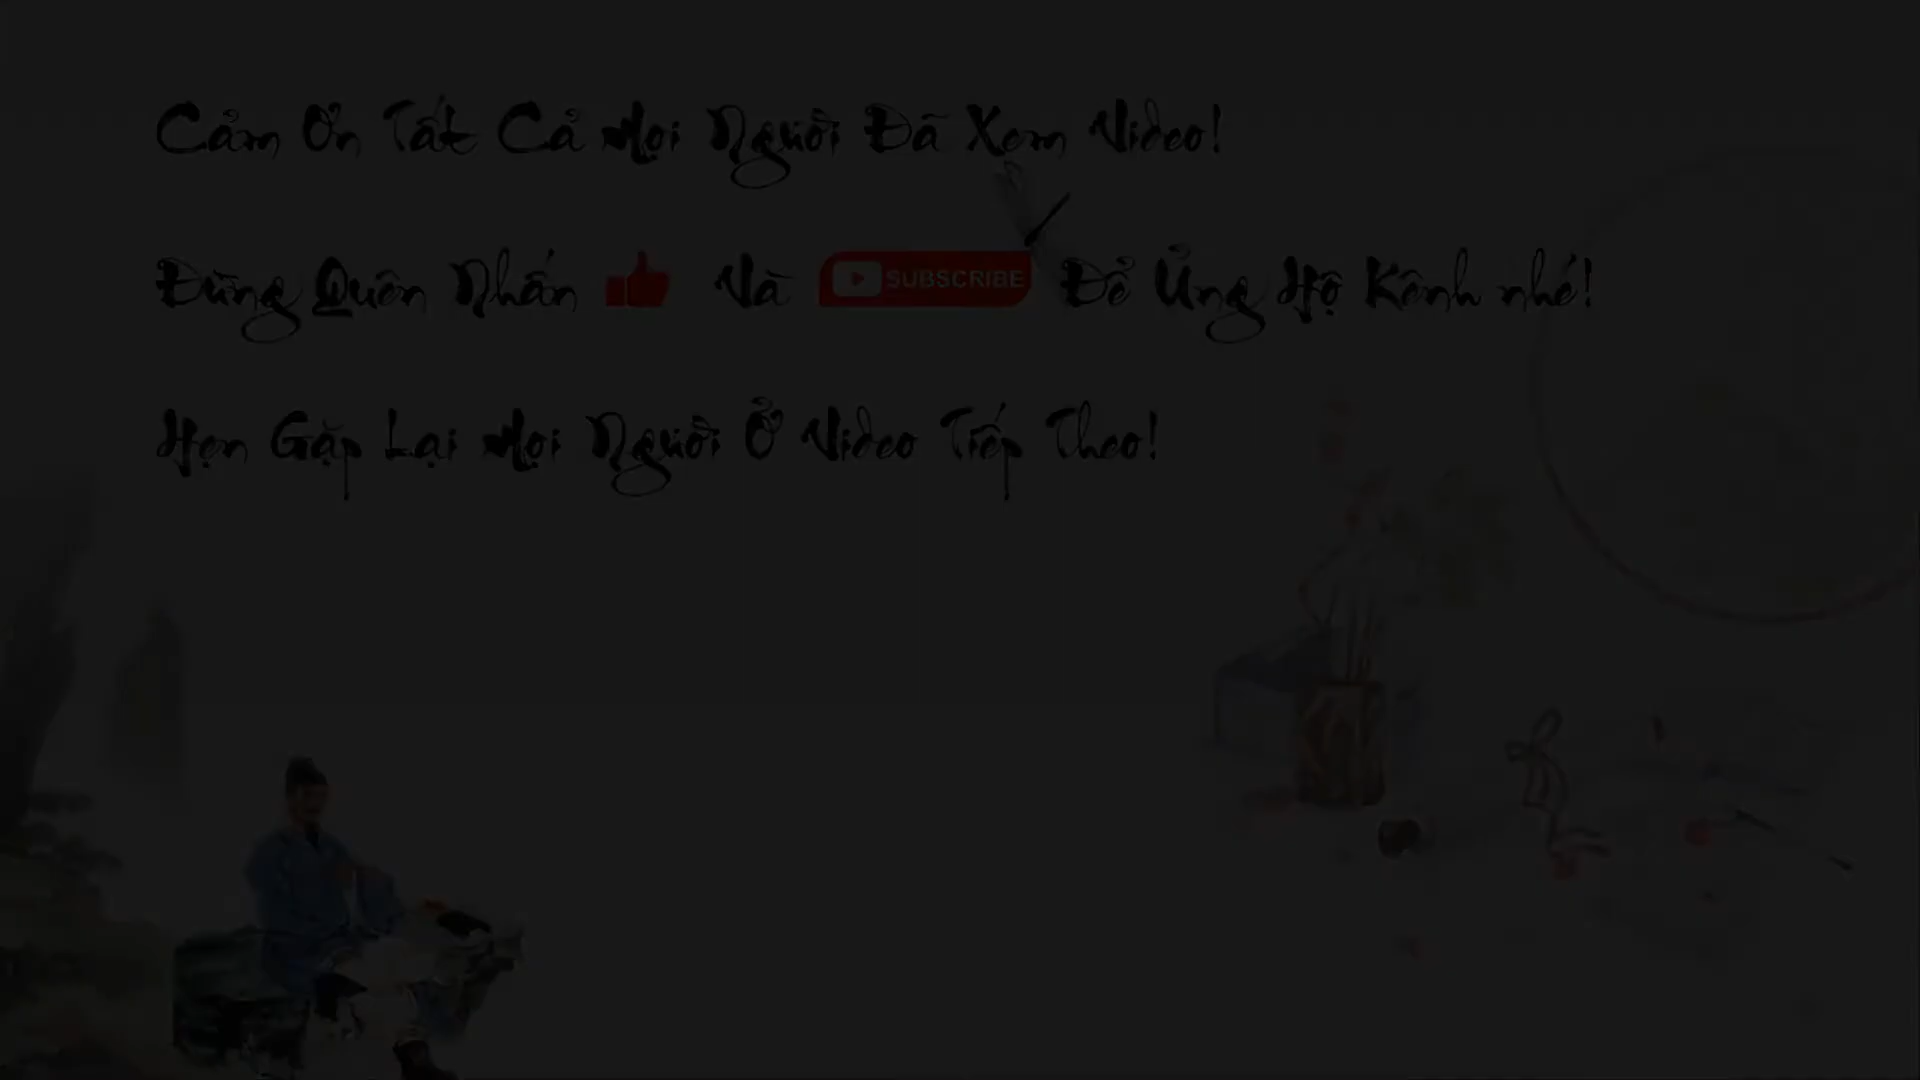 Cảm Ơn Tất Cả Mọi Người Đã Xem Video!
Đừng Quên Nhấn Và SUBSCRIBE Để Ủng Hộ Kênh nhé!
Hẹn Gặp Lại Mọi Người Ở Video Tiếp Theo!